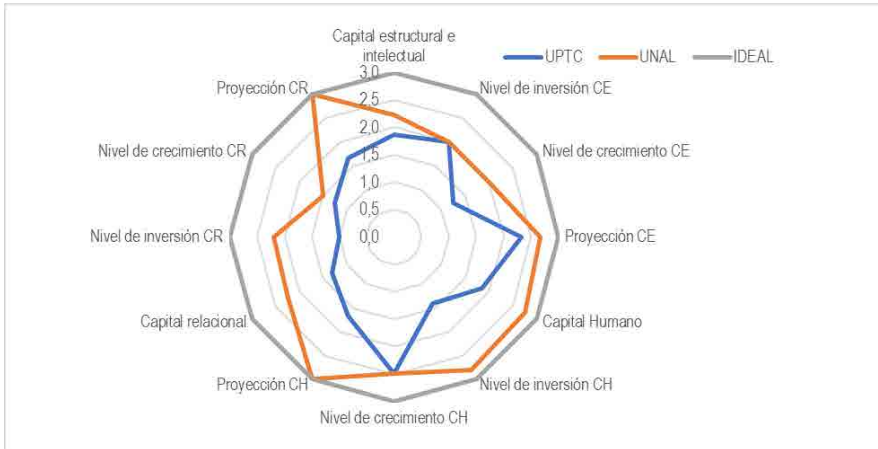 Capital estructural e
intelectual
UPTC
UNAL
IDEAL
3,0
2,5
2,0
1,5
1,0
0,5
0,0
Nivel de inversión CE
Nivel de crecimiento CE
Proyección CE
Capital Humano
Nivel de inversión CH
Nivel de crecimiento CH
Proyección CH
Capital relacional
Nivel de inversión CR
Nivel de crecimiento CR
Proyección CR